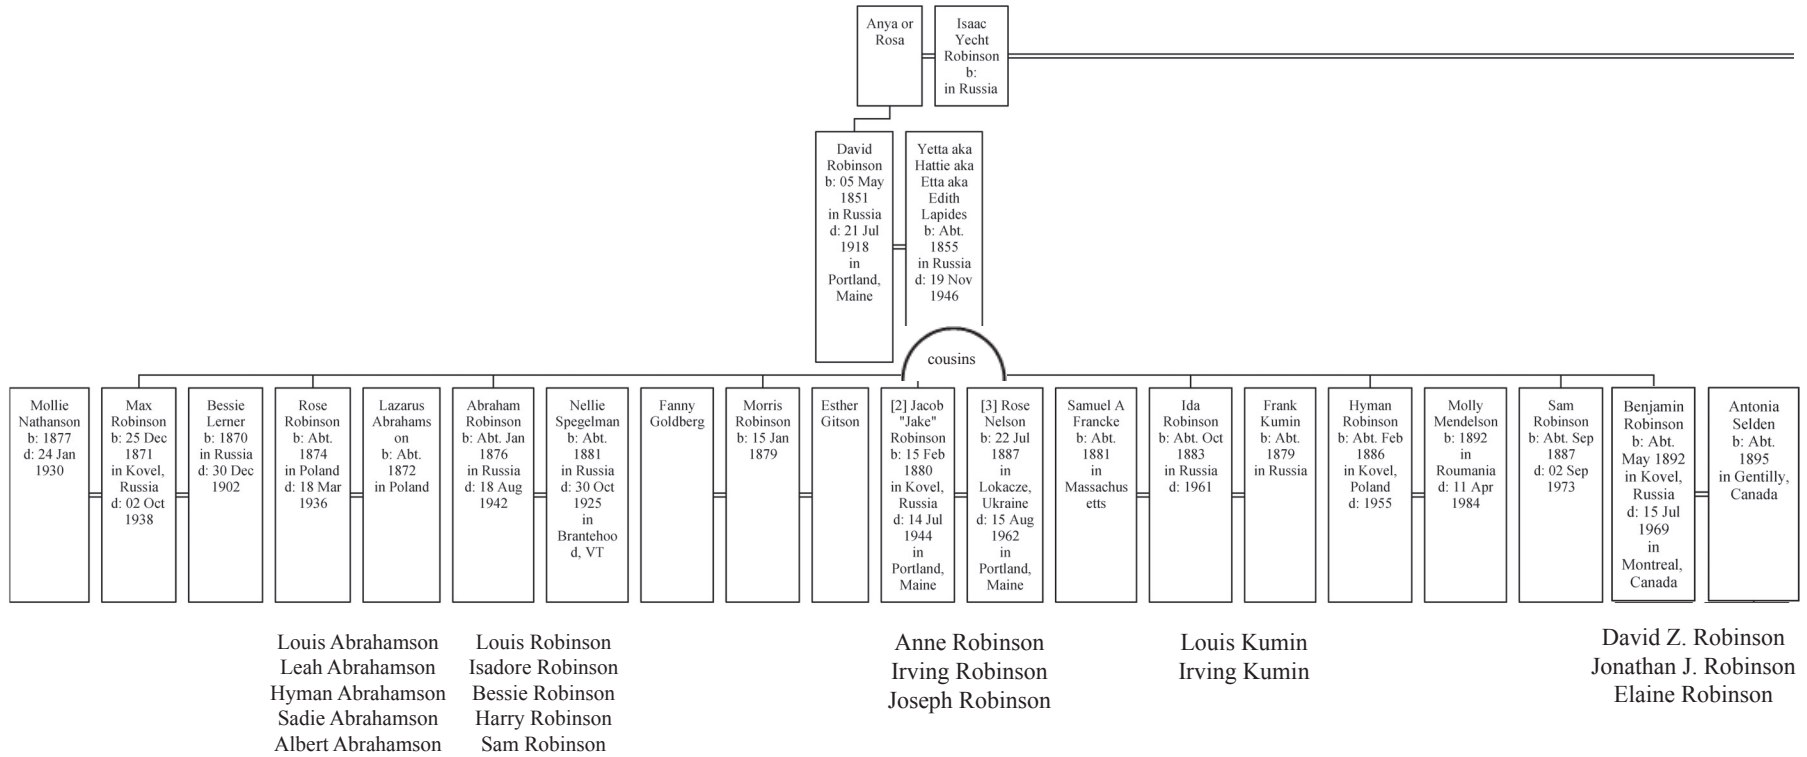 Anya or
Rosa
Isaac
Yecht
Robinson
b:
in Russia
David
Robinson
b: 05 May
1851
in Russia
d: 21 Jul
1918
in
Portland,
Maine
Yetta aka
Hattie aka
Etta aka
Edith
Lapides
b: Abt.
1855
in Russia
d: 19 Nov
1946
cousins
Mollie
Nathanson
b: 1877
d: 24 Jan
1930
Max
Robinson
b: 25 Dec
1871
in Kovel,
Russia
d: 02 Oct
1938
Bessie
Lerner
b: 1870
in Russia
d: 30 Dec
1902
Rose
Robinson
b: Abt.
1874
in Poland
d: 18 Mar
1936
Lazarus
Abrahams
on
b: Abt.
1872
in Poland
Abraham
Robinson
b: Abt. Jan
1876
in Russia
d: 18 Aug
1942
Nellie
Spegelman
b: Abt.
1881
in Russia
d: 30 Oct
1925
in
Brantehoo
d, VT
Fanny
Goldberg
Morris
Robinson
b: 15 Jan
1879
Esther
Gitson
[2] Jacob
"Jake"
Robinson
b: 15 Feb
1880
in Kovel,
Russia
d: 14 Jul
1944
in
Portland,
Maine
[3] Rose
Nelson
b: 22 Jul
1887
in
Lokacze,
Ukraine
d: 15 Aug
1962
in
Portland,
Maine
Samuel A
Francke
b: Abt.
1881
in
Massachus
etts
Ida
Robinson
b: Abt. Oct
1883
in Russia
d: 1961
Frank
Kumin
b: Abt.
1879
in Russia
Hyman
Robinson
b: Abt. Feb
1886
in Kovel,
Poland
d: 1955
Molly
Mendelson
b: 1892
in
Roumania
d: 11 Apr
1984
Sam
Robinson
b: Abt. Sep
1887
d: 02 Sep
1973
Benjamin
Robinson
b: Abt.
May 1892
in Kovel,
Russia
d: 15 Jul
1969
in
Montreal,
Canada
Antonia
Selden
b: Abt.
1895
in Gentilly,
Canada
Louis Abrahamson
Leah Abrahamson
Hyman Abrahamson
Sadie Abrahamson
Albert Abrahamson
Louis Robinson
Isadore Robinson
Bessie Robinson
Harry Robinson
Sam Robinson
Anne Robinson
Irving Robinson
Joseph Robinson
Louis Kumin
Irving Kumin
David Z. Robinson
Jonathan J. Robinson
Elaine Robinson